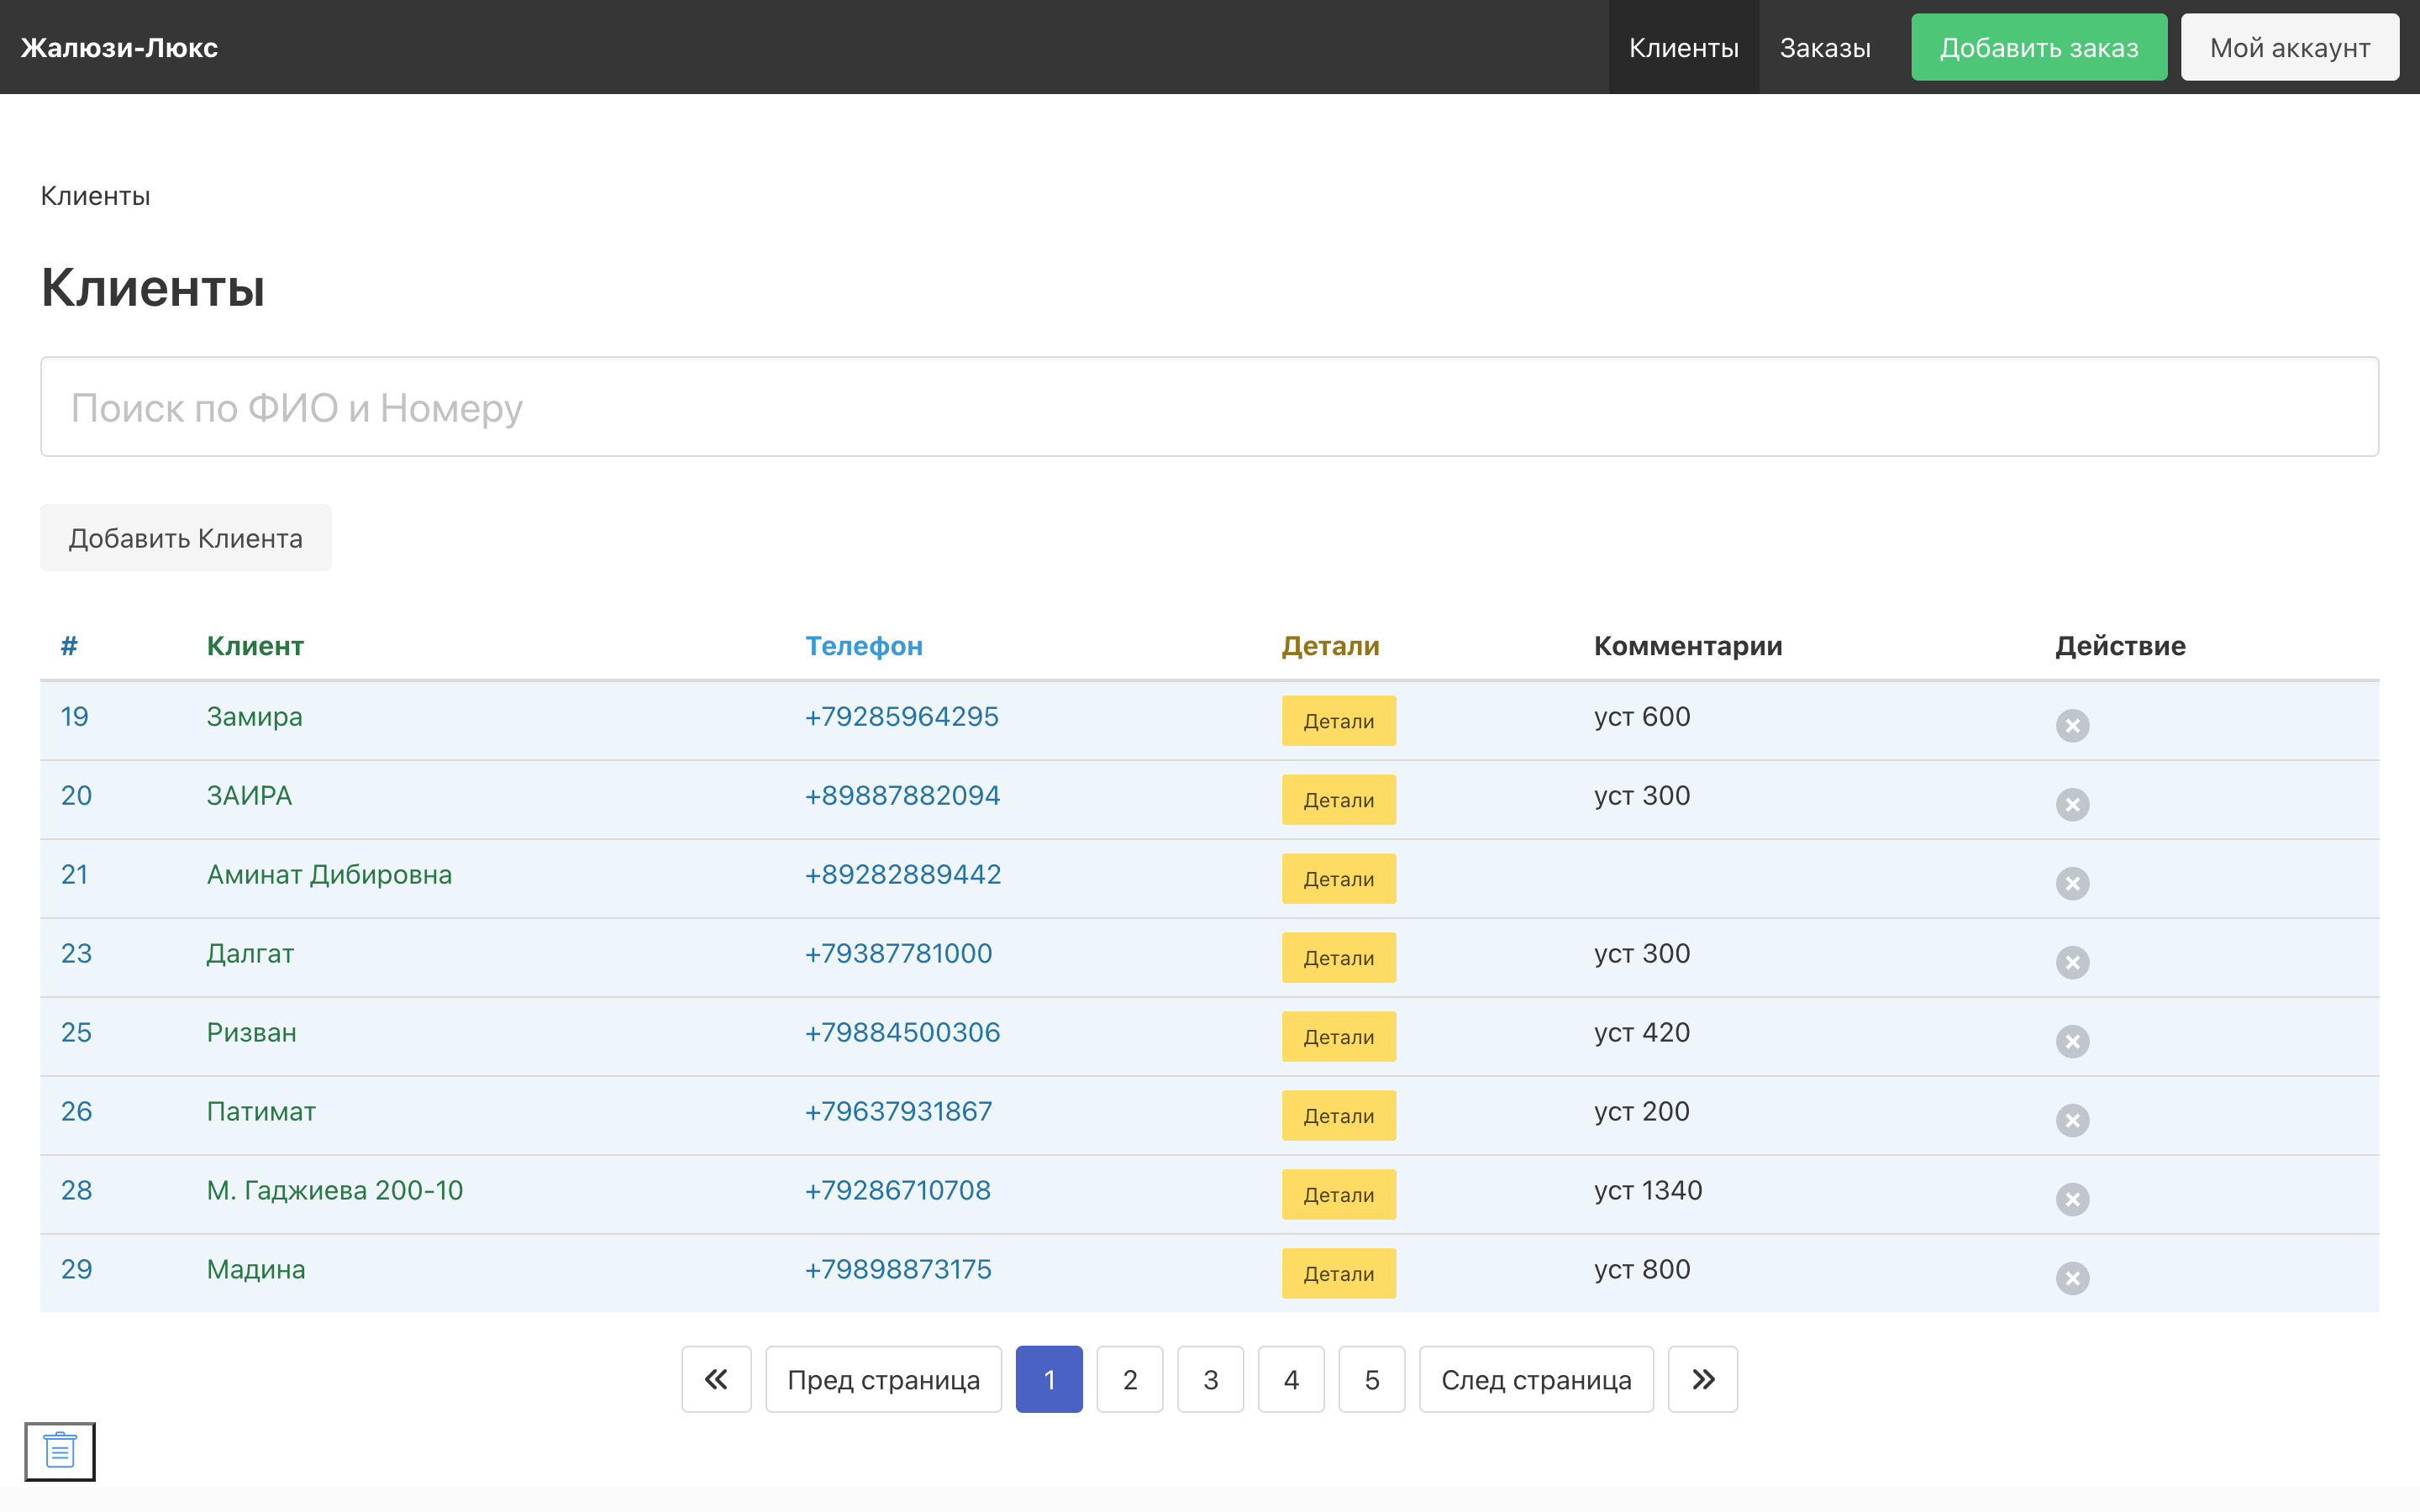 Жалюзи-Люкс Клиенты Заказы Добавить заказ Мой аккаунт
Клиенты
Клиенты
Поиск по ФИО и Номеру
Добавить Клиента
# Клиент Телефон Детали Комментарии Действие
19 Замира +79285964295 Детали уст 600
20 ЗАИРА +89887882094 Детали уст 300
21 Аминат Дибировна +89282889442 Детали
23 Далгат +79387781000 Детали уст 300
25 Ризван +79884500306 Детали уст 420
26 Патимат +79637931867 Детали уст 200
28 М. Гаджиева 200-10 +79286710708 Детали уст 1340
29 Мадина +79898873175 Детали уст 800
« Пред страница 1 2 3 4 5 След страница »